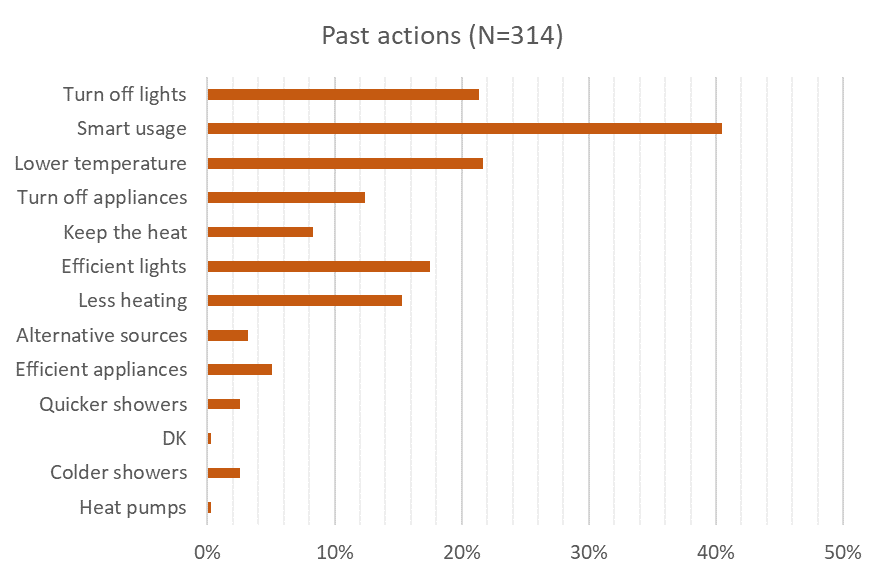 Past actions (N=314)
Turn off lights
Smart usage
Lower temperature
Turn off appliances
Keep the heat
Efficient lights
Less heating
Alternative sources
Efficient appliances
Quicker showers
DK
Colder showers
Heat pumps
0% 10% 20% 30% 40% 50%